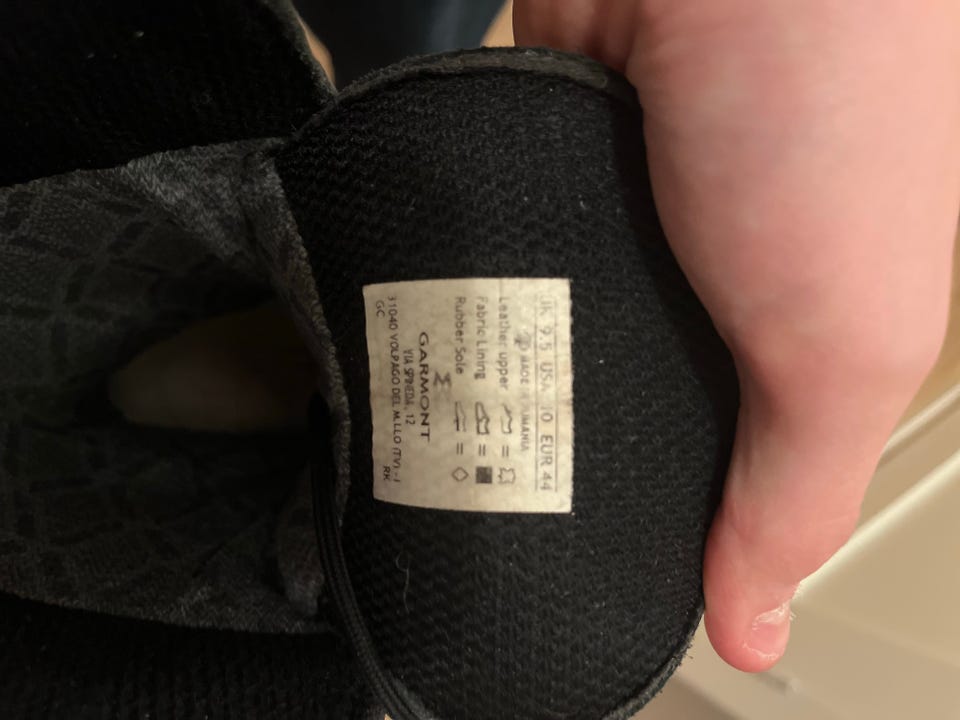 UK 9.5 USA 10 EUR 44
MADE IN ROMANIA
Leather upper =
Fabric Lining =
Rubber Sole =
GARMONT
VIA SPINEDA, 12
31040 VOLPAGO DEL M.LLO (TV) - I
GC RK